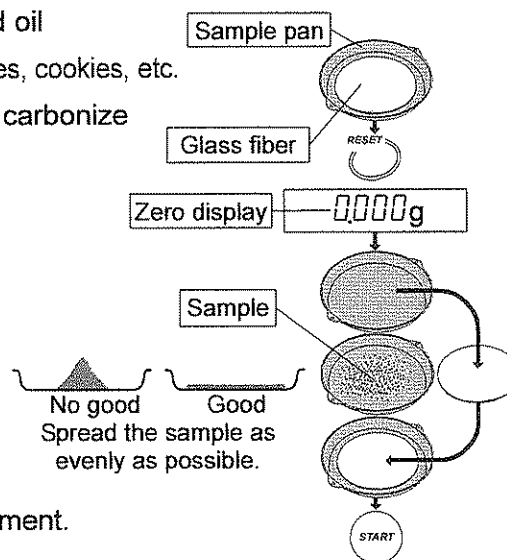 d oil
es, cookies, etc.
carbonize
Sample pan
Glass fiber
RESET
Zero display
0.000g
Sample
No good
Good
Spread the sample as
evenly as possible.
ment.
START